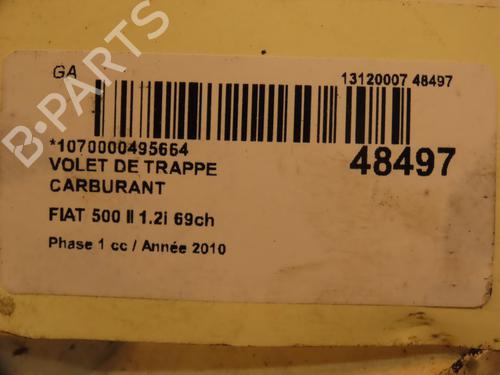 GA
13120007 48497
*1070000495664
48497
VOLET DE TRAPPE
CARBURANT
FIAT 500 II 1.2i 69ch
Phase 1 cc / Année 2010
B-PARTS